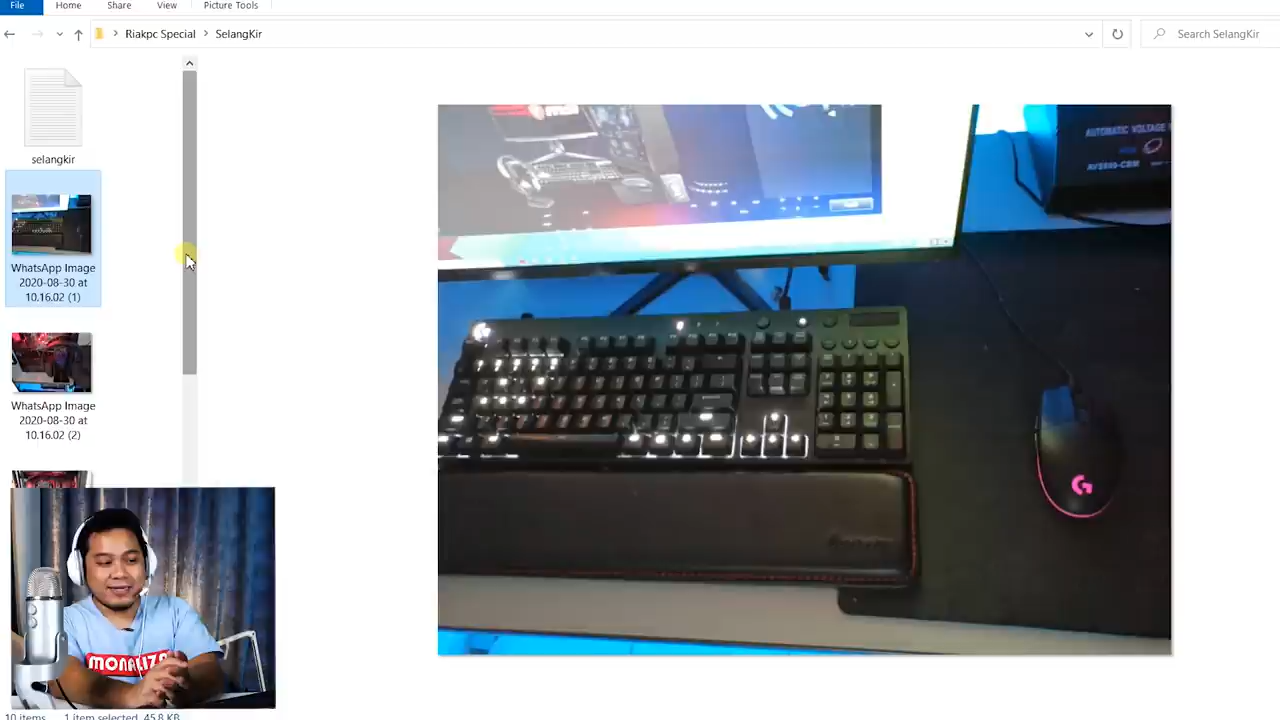 File Home Share View Picture Tools
Riakpc Special SelangKir
Search SelangKir
selangkir
WhatsApp Image
2020-08-30 at
10.16.02 (1)
WhatsApp Image
2020-08-30 at
10.16.02 (2)
AUTOMATIC VOLTAGE
G
MONALIZA
10 items 1 item selected 45.8 KB